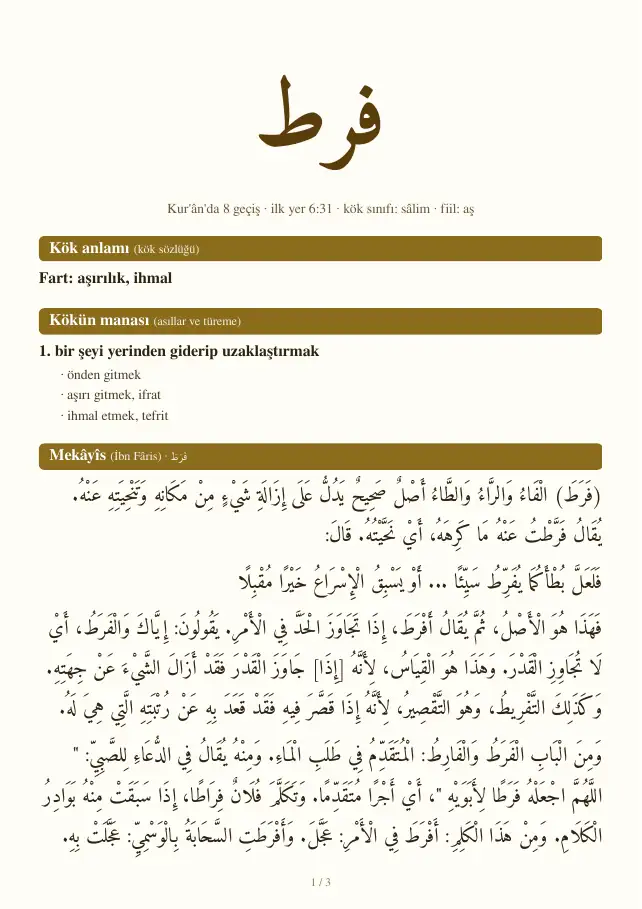 فرط
Kur'ân'da 8 geçiş · ilk yer 6:31 · kök sınıfı: sâlim · fiil: aş
Kök anlamı (kök sözlüğü)
Fart: aşırılık, ihmal
Kökün manası (asıllar ve türeme)
1. bir şeyi yerinden giderip uzaklaştırmak
· önden gitmek
· aşırı gitmek, ifrat
· ihmal etmek, tefrit
Mekâyîs (İbn Fâris) · فَرَطَ
(فَرَطَ) الْفَاءُ وَالرَّاءُ وَالطَّاءُ أَصْلٌ صَحِيحٌ يَدُلُّ عَلَى إِزَالَةِ شَيْءٍ مِنْ مَكَانِهِ وَتَنْحِيَتِهِ عَنْهُ.
يُقَالُ فَرَّطْتُ عَنْهُ مَا كَرِهَهُ، أَيْ نَحَّيْتُهُ. قَالَ:
فَلَعَلَّ بُطْأَكُمَا يُفَرِّطُ سَيِّئًا ... أَوْ يَسْبِقُ الْإِسْرَاعُ خَيْرًا مُقْبِلًا
فَهَذَا هُوَ الْأَصْلُ، ثُمَّ يُقَالُ أَفْرَطَ، إِذَا تَجَاوَزَ الْحَدَّ فِي الْأَمْرِ. يَقُولُونَ: إِيَّاكَ وَالْفَرَطَ، أَيْ
لَا تُجَاوِزِ الْقَدْرَ. وَهَذَا هُوَ الْقِيَاسُ، لِأَنَّهُ [إِذَا] جَاوَزَ الْقَدْرَ فَقَدْ أَزَالَ الشَّيْءَ عَنْ جِهَتِهِ.
وَكَذَلِكَ التَّفْرِيطُ، وَهُوَ التَّقْصِيرُ، لِأَنَّهُ إِذَا قَصَّرَ فِيهِ فَقَدْ قَعَدَ بِهِ عَنْ رُتْبَتِهِ الَّتِي هِيَ لَهُ.
وَمِنَ الْبَابِ الْفَرَطُ وَالْفَارِطُ: الْمُتَقَدِّمُ فِي طَلَبِ الْمَاءِ. وَمِنْهُ يُقَالُ فِي الدُّعَاءِ لِلصَّبِيِّ: "
اللَّهُمَّ اجْعَلْهُ فَرَطًا لِأَبَوَيْهِ "، أَيْ أَجْرًا مُتَقَدِّمًا. وَتَكَلَّمَ فُلَانٌ فِرَاطًا، إِذَا سَبَقَتْ مِنْهُ بَوَادِرُ
الْكَلَامِ. وَمِنْ هَذَا الْكَلِمِ: أَفْرَطَ فِي الْأَمْرِ: عَجَّلَ. وَأَفْرَطَتِ السَّحَابَةُ بِالْوَسْمِيِّ: عَجَّلَتْ بِهِ.
1 / 3